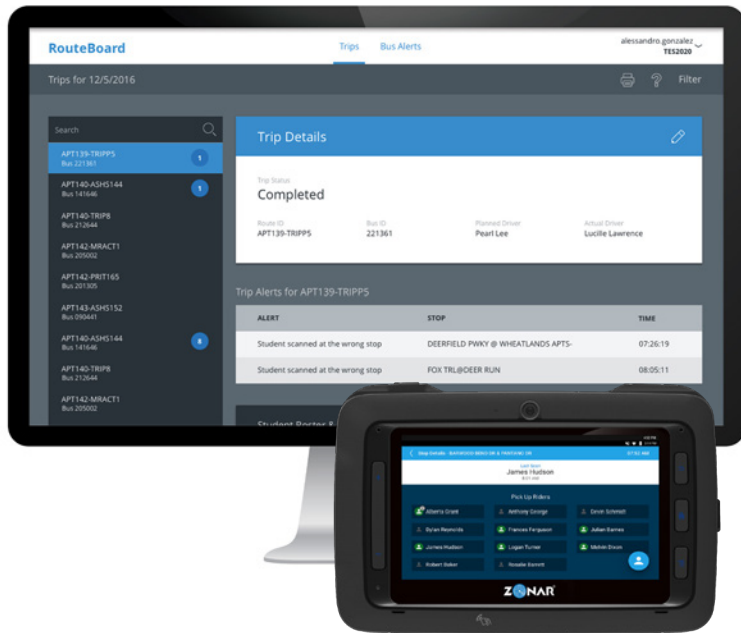 RouteBoard
Trips
Bus Alerts
alessandro.gonzalez
TES2020
Trips for 12/5/2016
Filter
Search
APT139-TRIPP5
Bus 221361
1
APT140-ASHS144
Bus 141646
1
APT140-TRIP8
Bus 212644
APT142-MRACT1
Bus 205002
APT142-PRIT165
Bus 201305
APT143-ASHS152
Bus 090441
APT140-ASHS144
Bus 141646
8
APT140-TRIP8
Bus 212644
APT142-MRACT1
Bus 205002
Trip Details
Trip Status
Completed
Route ID
Bus ID
Planned Driver
Actual Driver
APT139-TRIPP5
221361
Pearl Lee
Lucille Lawrence
Trip Alerts for APT139-TRIPP5
ALERT
STOP
TIME
Student scanned at the wrong stop
DEERFIELD PWKY @ WHEATLANDS APTS-
07:26:19
Student scanned at the wrong stop
FOX TRL@DEER RUN
08:05:11
Student Roster &
07:52 AM
James Hudson
Pick Up Riders
Alberta Grant
Anthony George
Devin Schmidt
Dylan Reynolds
Frances Ferguson
Julian Barnes
James Hudson
Logan Turner
Melvin Dixon
Robert Baker
Rosalie Barrett
ZONAR